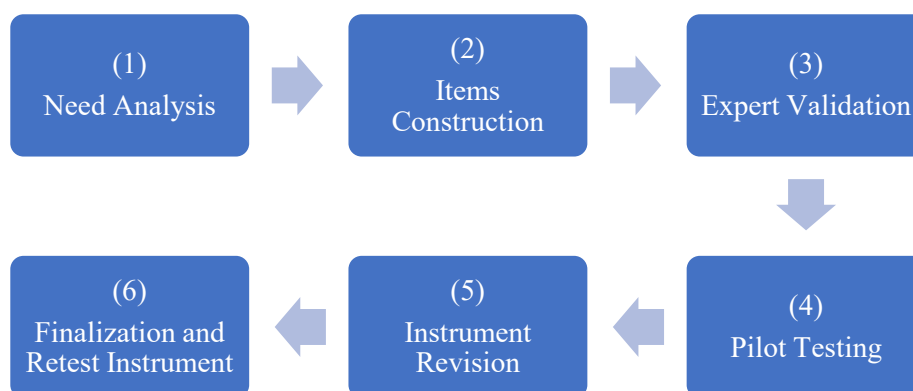 (1)
Need Analysis
(2)
Items
Construction
(3)
Expert Validation
(4)
Pilot Testing
(5)
Instrument
Revision
(6)
Finalization and
Retest Instrument